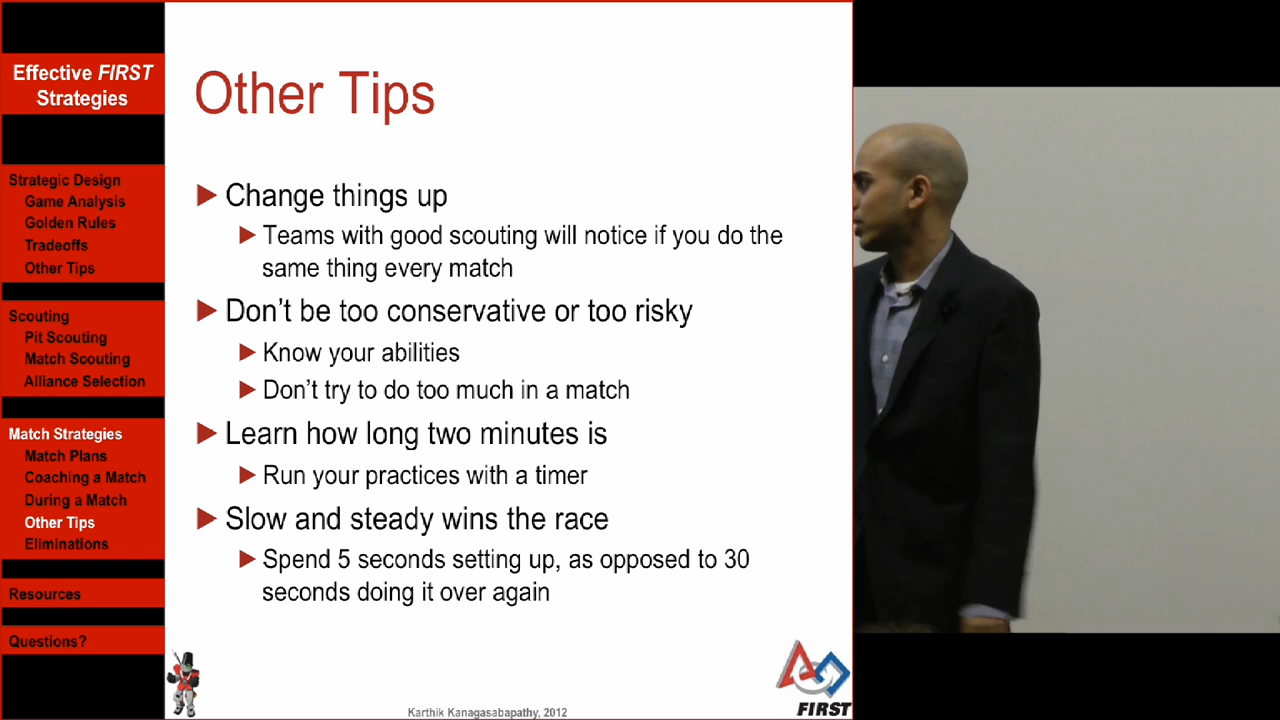 Effective FIRST
Strategies
Strategic Design
Game Analysis
Golden Rules
Tradeoffs
Other Tips
Scouting
Pit Scouting
Match Scouting
Alliance Selection
Match Strategies
Match Plans
Coaching a Match
During a Match
Other Tips
Eliminations
Resources
Questions?
Other Tips
Change things up
Teams with good scouting will notice if you do the
same thing every match
Don’t be too conservative or too risky
Know your abilities
Don’t try to do too much in a match
Learn how long two minutes is
Run your practices with a timer
Slow and steady wins the race
Spend 5 seconds setting up, as opposed to 30
seconds doing it over again
Karthik Kanagasabapathy, 2012
FIRST